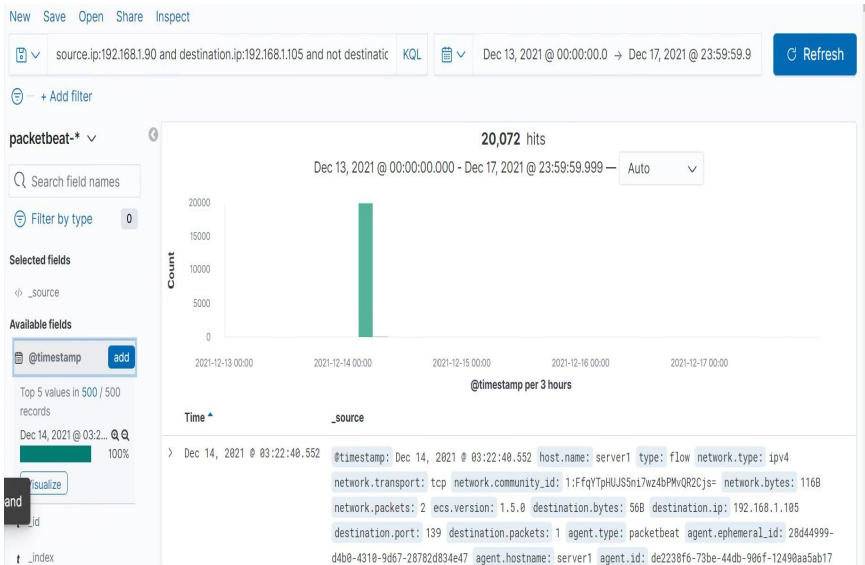 New Save Open Share Inspect
source.ip:192.168.1.90 and destination.ip:192.168.1.105 and not destinatic KQL Dec 13, 2021 @ 00:00:00.0 → Dec 17, 2021 @ 23:59:59.9 Refresh
+ Add filter
packetbeat-*
Search field names
Filter by type 0
Selected fields
_source
Available fields
@timestamp add
Top 5 values in 500 / 500
records
Dec 14, 2021 @ 03:2...
100%
isualize
and
_id
t _index
20,072 hits
Dec 13, 2021 @ 00:00:00.000 - Dec 17, 2021 @ 23:59:59.999 — Auto
Count
20000
15000
10000
5000
0
2021-12-13 00:00 2021-12-14 00:00 2021-12-15 00:00 2021-12-16 00:00 2021-12-17 00:00
@timestamp per 3 hours
Time _source
> Dec 14, 2021 @ 03:22:40.552 @timestamp: Dec 14, 2021 @ 03:22:40.552 host.name: server1 type: flow network.type: ipv4
network.transport: tcp network.community_id: 1:FfqYTpHUJS5ni7wz4bPMvQR2Cjs= network.bytes: 116B
network.packets: 2 ecs.version: 1.5.0 destination.bytes: 56B destination.ip: 192.168.1.105
destination.port: 139 destination.packets: 1 agent.type: packetbeat agent.ephemeral_id: 28d44999-
d4b0-4310-9d67-28782d834e47 agent.hostname: server1 agent.id: de2238f6-73be-44db-906f-12490aa5ab17